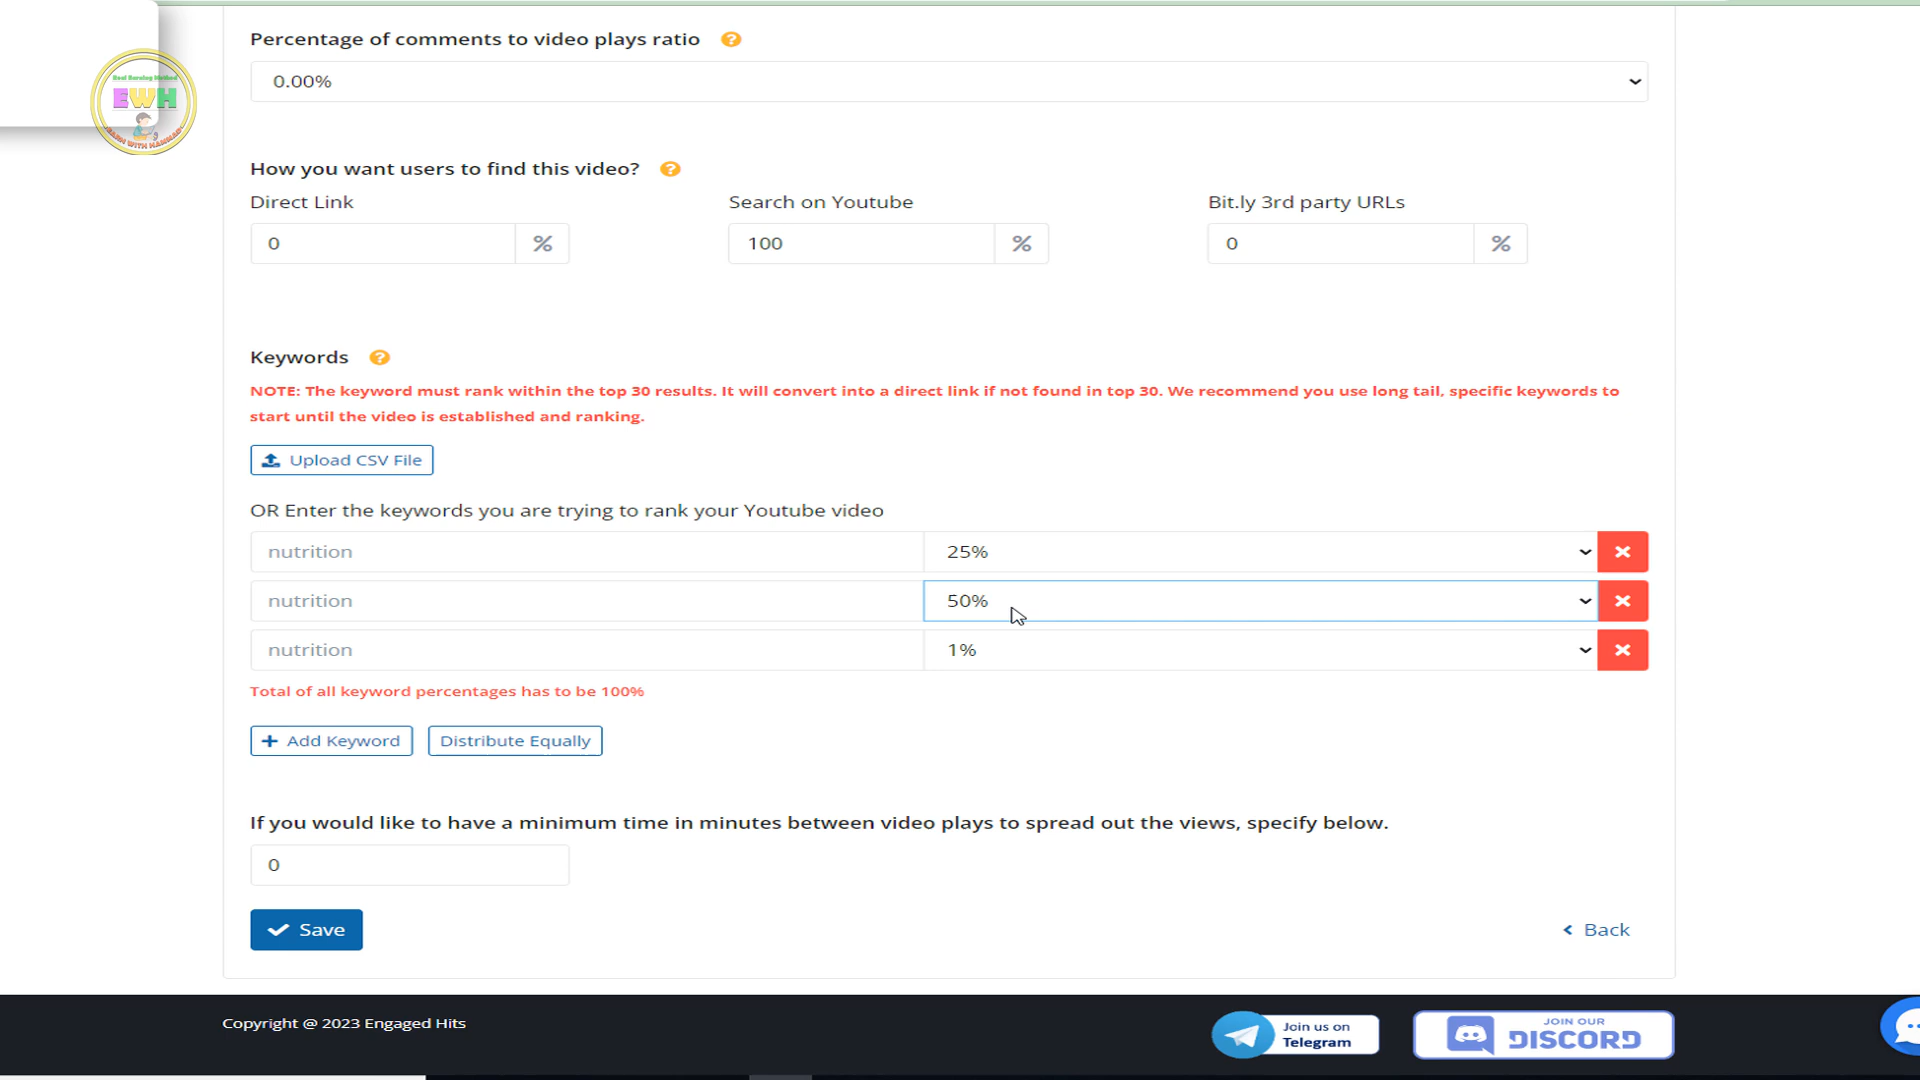 Percentage of comments to video plays ratio
0.00%
Real Earning Method
EWH
EARN WITH HAMMAD
How you want users to find this video?
Direct Link
Search on Youtube
Bit.ly 3rd party URLs
0 %
100 %
0 %
Keywords
NOTE: The keyword must rank within the top 30 results. It will convert into a direct link if not found in top 30. We recommend you use long tail, specific keywords to
start until the video is established and ranking.
Upload CSV File
OR Enter the keywords you are trying to rank your Youtube video
nutrition 25%
nutrition 50%
nutrition 1%
Total of all keyword percentages has to be 100%
Add Keyword
Distribute Equally
If you would like to have a minimum time in minutes between video plays to spread out the views, specify below.
0
Save
Back
Copyright @ 2023 Engaged Hits
Join us on
Telegram
JOIN OUR
DISCORD